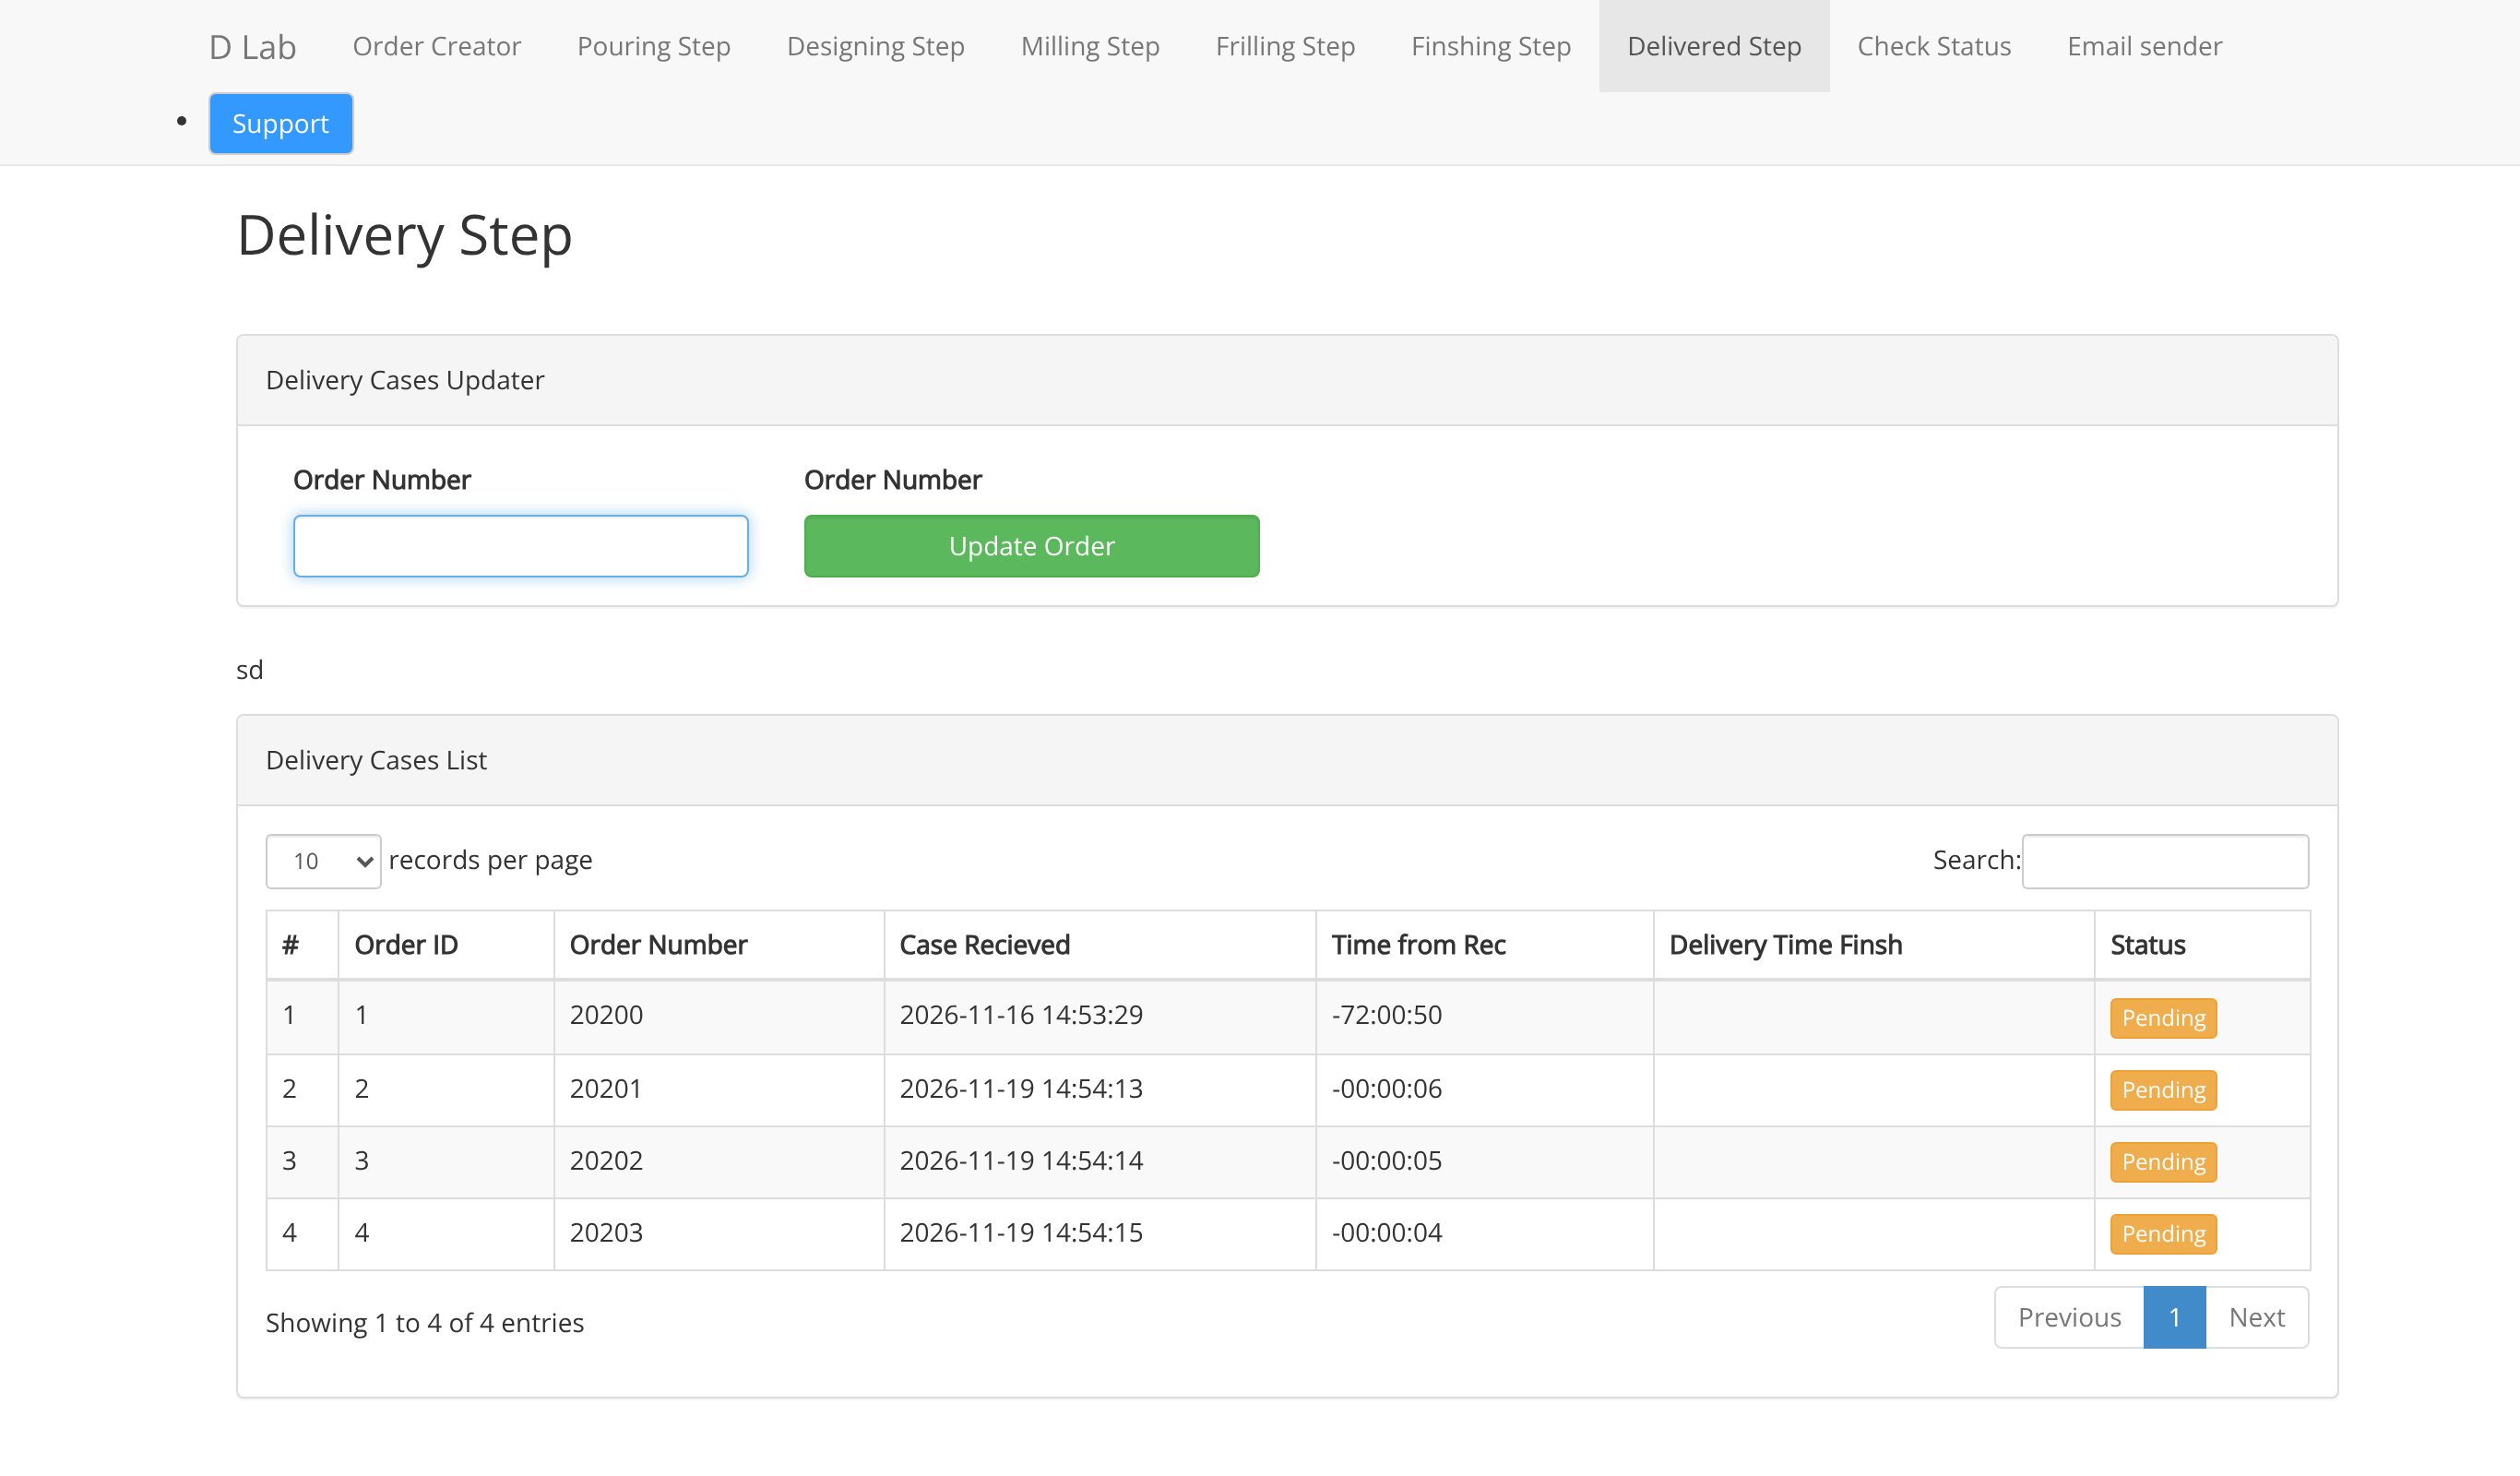 D Lab Order Creator Pouring Step Designing Step Milling Step Frilling Step Finshing Step Delivered Step Check Status Email sender
• Support
Delivery Step
Delivery Cases Updater
Order Number Order Number
Update Order
sd
Delivery Cases List
10 records per page Search:
# Order ID Order Number Case Recieved Time from Rec Delivery Time Finsh Status
1 1 20200 2026-11-16 14:53:29 -72:00:50 Pending
2 2 20201 2026-11-19 14:54:13 -00:00:06 Pending
3 3 20202 2026-11-19 14:54:14 -00:00:05 Pending
4 4 20203 2026-11-19 14:54:15 -00:00:04 Pending
Showing 1 to 4 of 4 entries Previous 1 Next